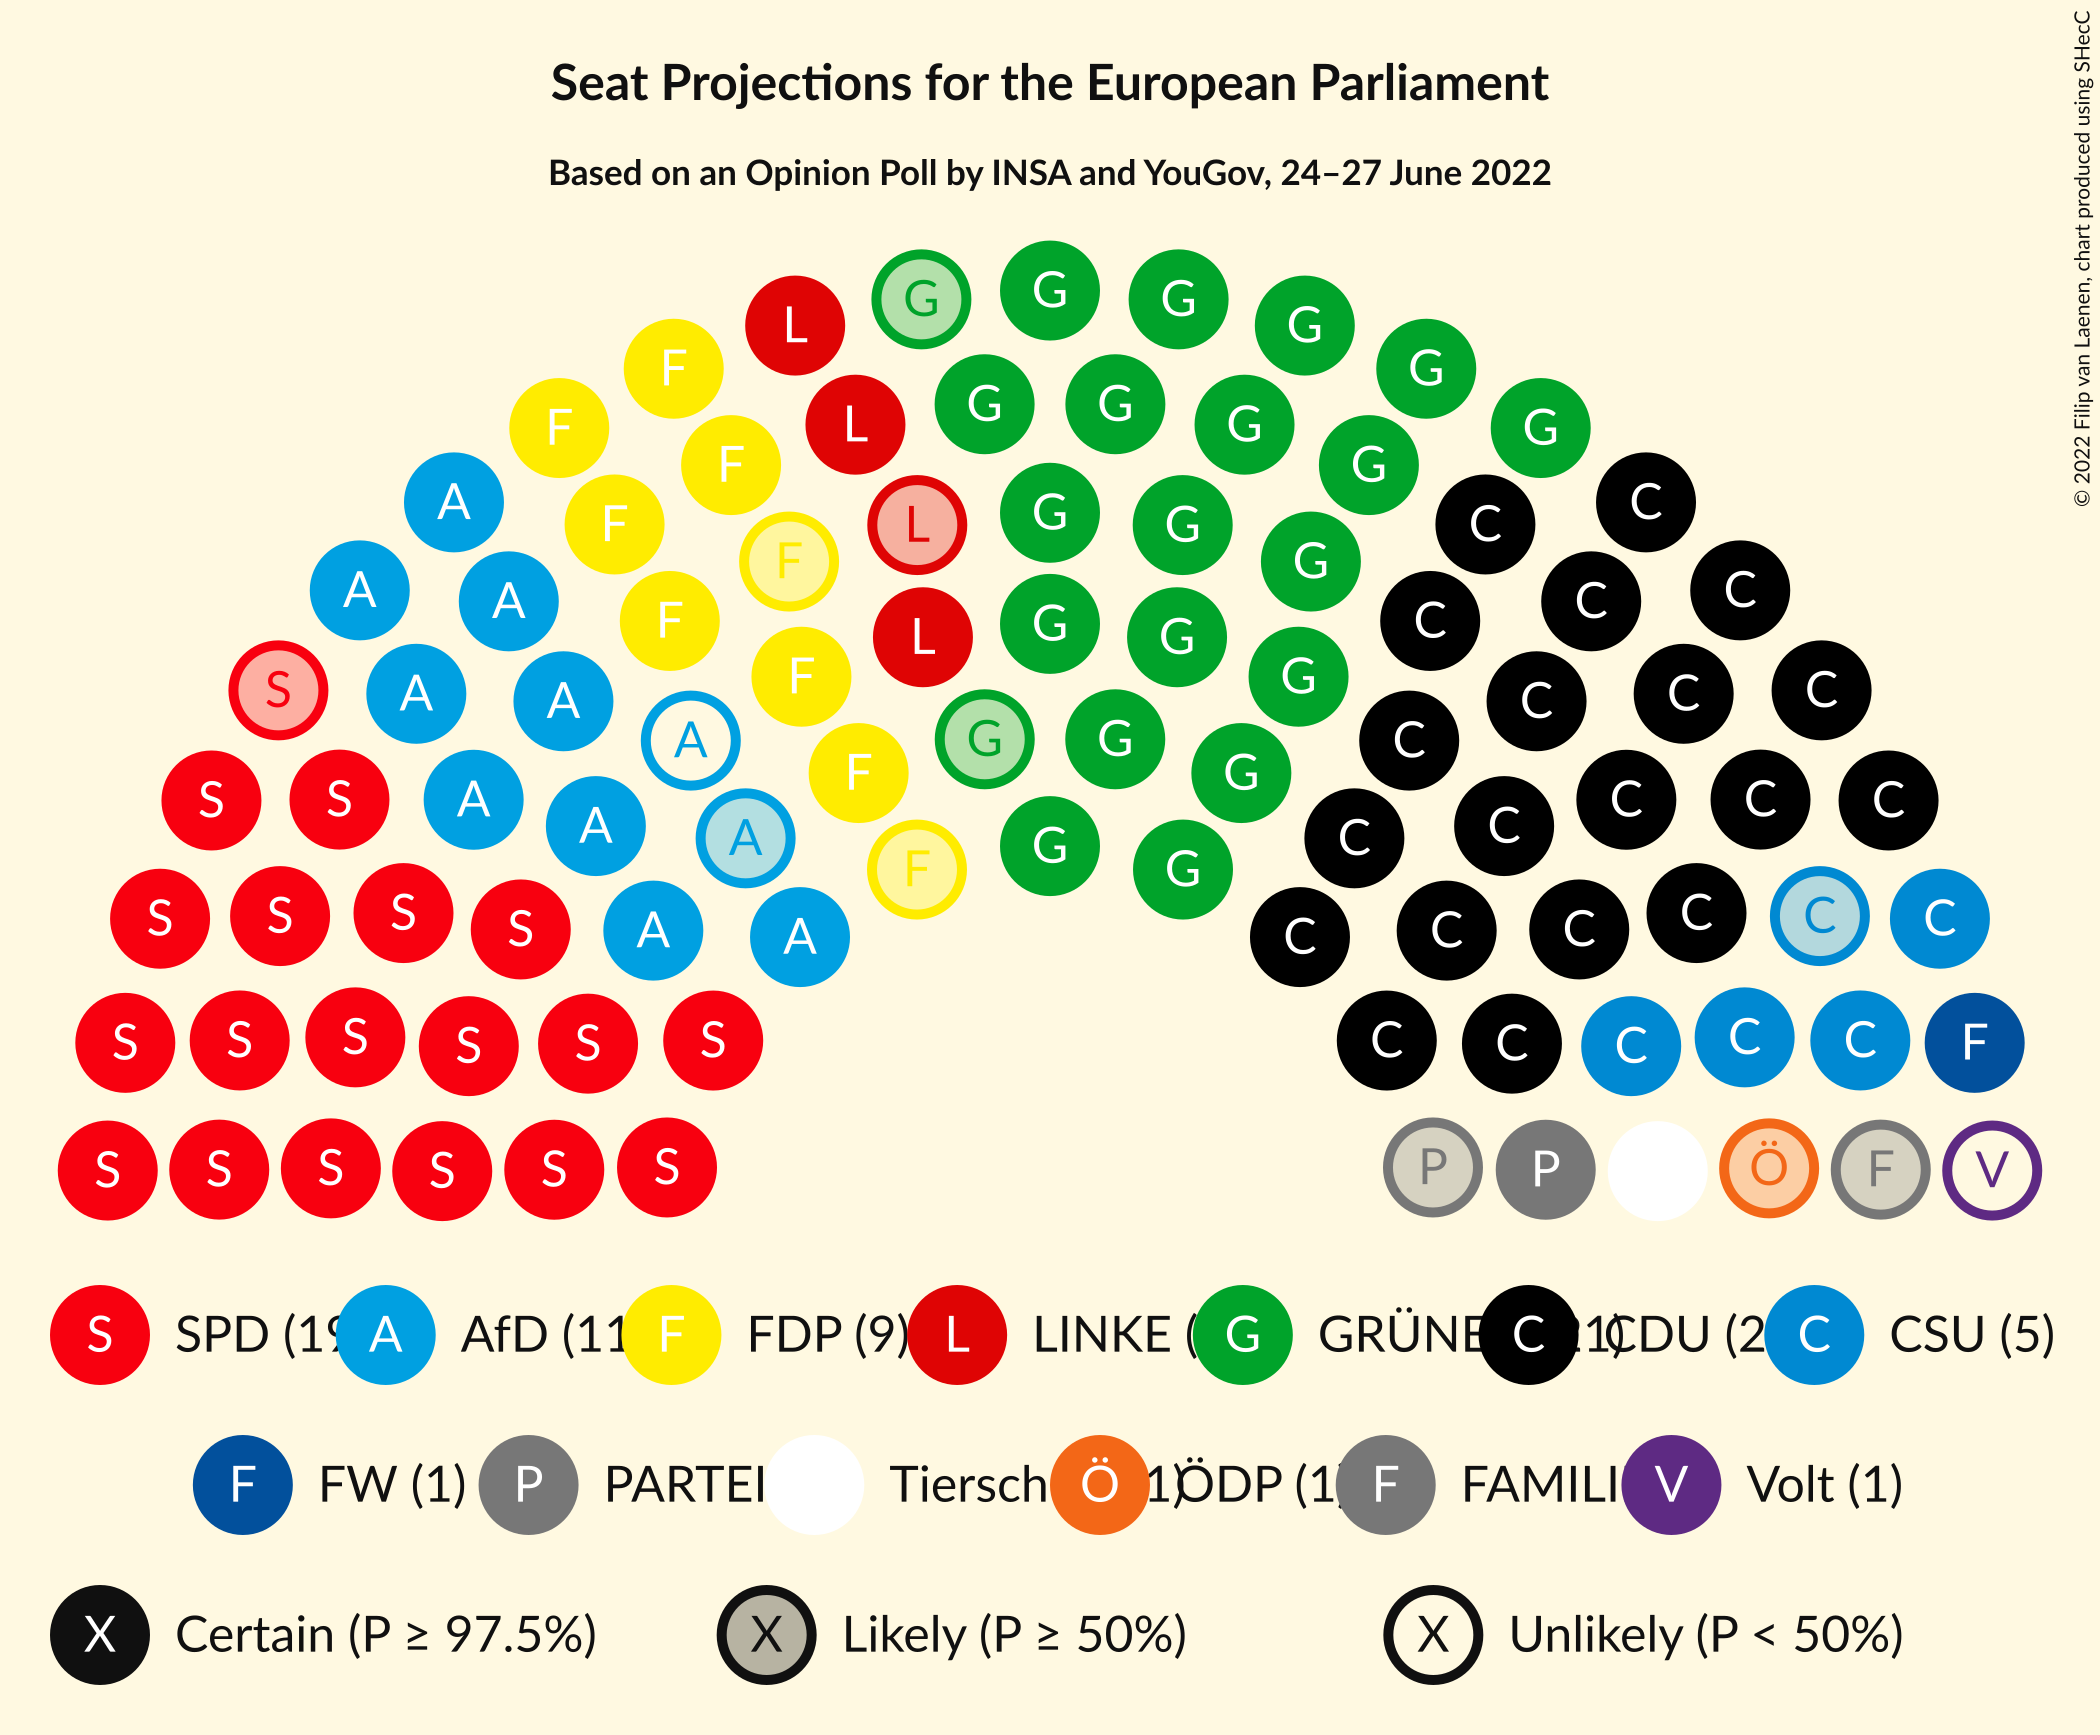 Seat Projections for the European Parliament
Based on an Opinion Poll by INSA and YouGov, 24–27 June 2022
© 2022 Filip van Laenen, chart produced using SHecC
G G G G
L G
F G G G G
F L G
F G C
A F L G G C
F G C
A A F C C
F L G G C
S A A F G C C C
A G G C
S S A F G C C C
A A G C C
S S S S A A F G C C C C C C
A C C
S S S S S S C C C C C F
S S S S S S P P Ö F V
S SPD (19 A AfD (11 F FDP (9) L LINKE ( G GRÜNE 21) C CDU (2 C CSU (5)
F FW (1) P PARTEI Tiersch 1) Ö ÖDP (1 F FAMILI V Volt (1)
X Certain (P ≥ 97.5%) X Likely (P ≥ 50%) X Unlikely (P < 50%)